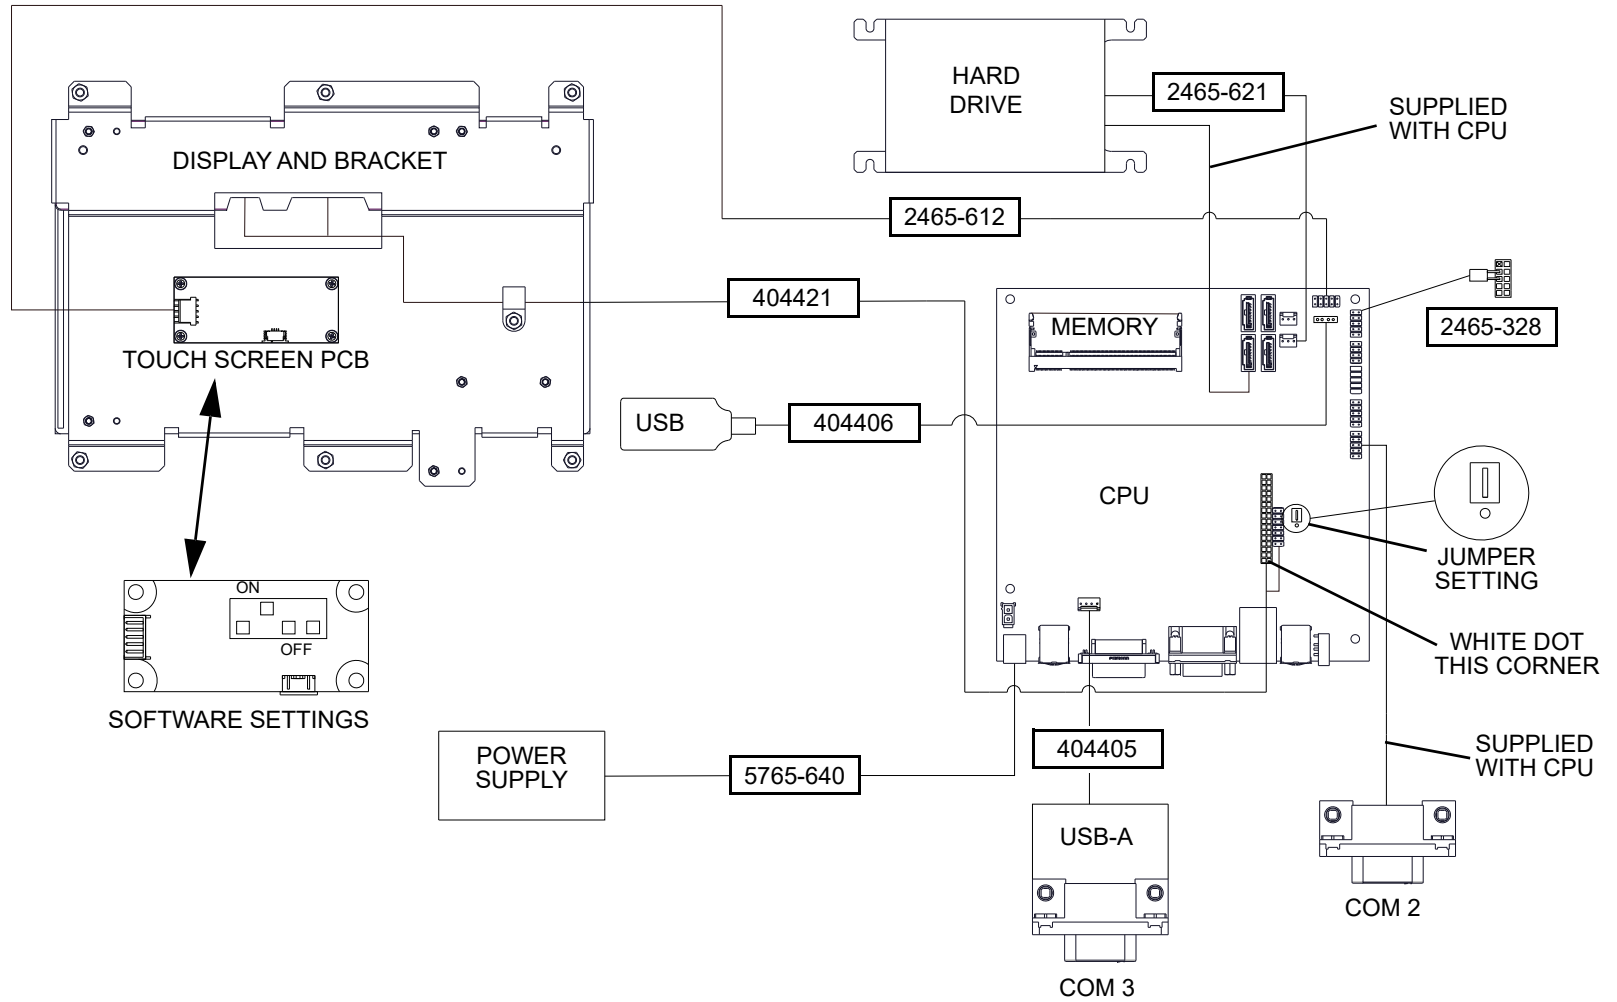 HARD
DRIVE
2465-621
SUPPLIED
WITH CPU
DISPLAY AND BRACKET
2465-612
404421
2465-328
MEMORY
TOUCH SCREEN PCB
USB
404406
CPU
JUMPER
SETTING
ON
OFF
WHITE DOT
THIS CORNER
SOFTWARE SETTINGS
POWER
SUPPLY
5765-640
404405
SUPPLIED
WITH CPU
USB-A
COM 2
COM 3